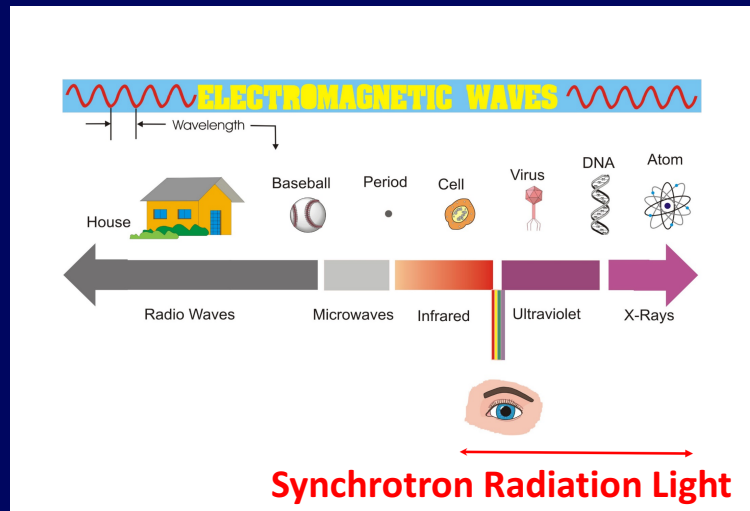 ELECTROMAGNETIC WAVES
Wavelength
House
Baseball
Period
Cell
Virus
DNA
Atom
Radio Waves
Microwaves
Infrared
Ultraviolet
X-Rays
Synchrotron Radiation Light